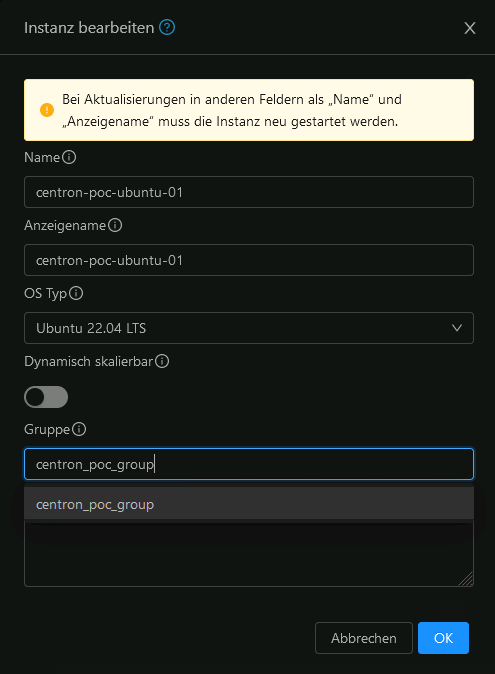 Instanz bearbeiten
Bei Aktualisierungen in anderen Feldern als „Name“ und
„Anzeigename“ muss die Instanz neu gestartet werden.
Name
centron-poc-ubuntu-01
Anzeigename
centron-poc-ubuntu-01
OS Typ
Ubuntu 22.04 LTS
Dynamisch skalierbar
Gruppe
centron_poc_group
centron_poc_group
Abbrechen
OK